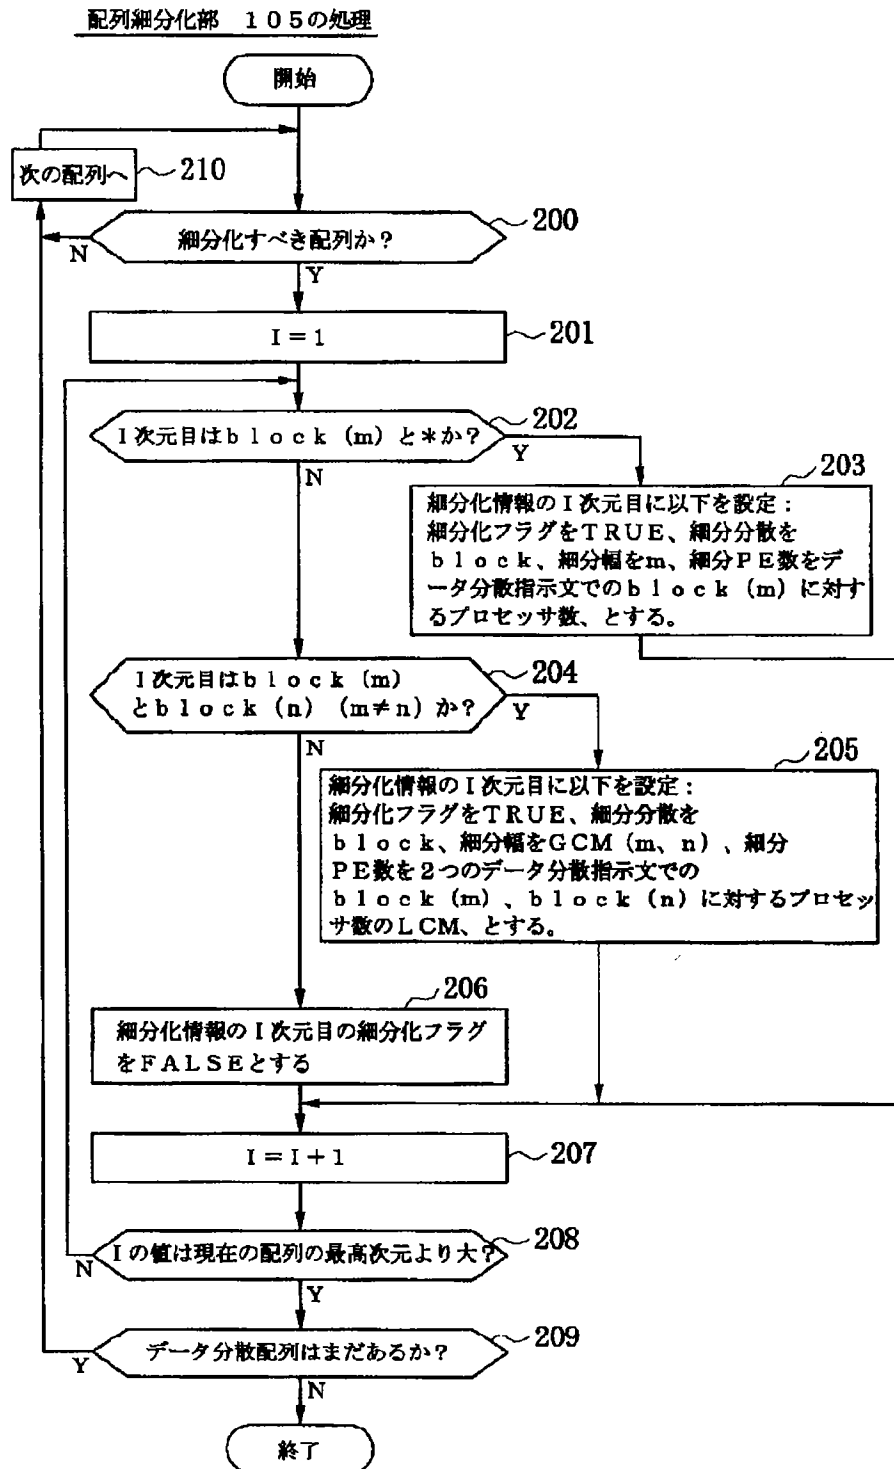 配列細分化部　１０５の処理
開始
次の配列へ
210
細分化すべき配列か？
200
N
Y
Ｉ＝１
201
Ｉ次元目はｂｌｏｃｋ（ｍ）と＊か？
202
Y
N
203
細分化情報のＩ次元目に以下を設定：
細分化フラグをＴＲＵＥ、細分分散を
ｂｌｏｃｋ、細分幅をｍ、細分ＰＥ数をデ
ータ分散指示文でのｂｌｏｃｋ（ｍ）に対す
るプロセッサ数、とする。
Ｉ次元目はｂｌｏｃｋ（ｍ）
とｂｌｏｃｋ（ｎ）（ｍ≠ｎ）か？
204
Y
N
205
細分化情報のＩ次元目に以下を設定：
細分化フラグをＴＲＵＥ、細分分散を
ｂｌｏｃｋ、細分幅をＧＣＭ（ｍ、ｎ）、細分
ＰＥ数を２つのデータ分散指示文での
ｂｌｏｃｋ（ｍ）、ｂｌｏｃｋ（ｎ）に対するプロセッ
サ数のＬＣＭ、とする。
206
細分化情報のＩ次元目の細分化フラグ
をＦＡＬＳＥとする
Ｉ＝Ｉ＋１
207
Ｉの値は現在の配列の最高次元より大？
208
N
Y
データ分散配列はまだあるか？
209
Y
N
終了